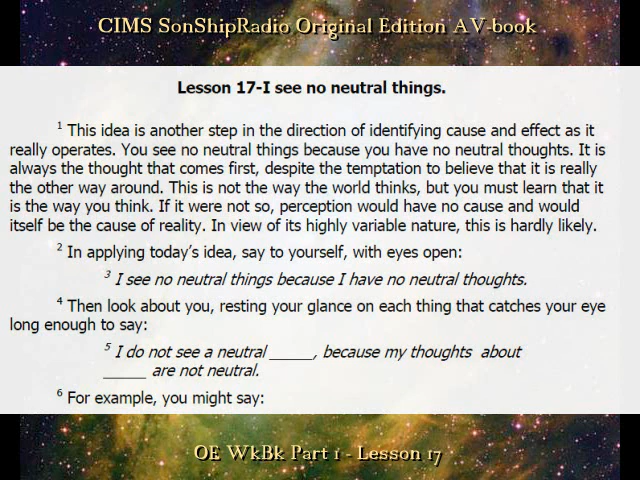 CIMS SonShipRadio Original Edition AV-book
Lesson 17-I see no neutral things.
1 This idea is another step in the direction of identifying cause and effect as it
really operates. You see no neutral things because you have no neutral thoughts. It is
always the thought that comes first, despite the temptation to believe that it is really
the other way around. This is not the way the world thinks, but you must learn that it
is the way you think. If it were not so, perception would have no cause and would
itself be the cause of reality. In view of its highly variable nature, this is hardly likely.
2 In applying today's idea, say to yourself, with eyes open:
3 I see no neutral things because I have no neutral thoughts.
4 Then look about you, resting your glance on each thing that catches your eye
long enough to say:
5 I do not see a neutral _____, because my thoughts about
_____ are not neutral.
6 For example, you might say:
OE WkBk Part 1 - Lesson 17